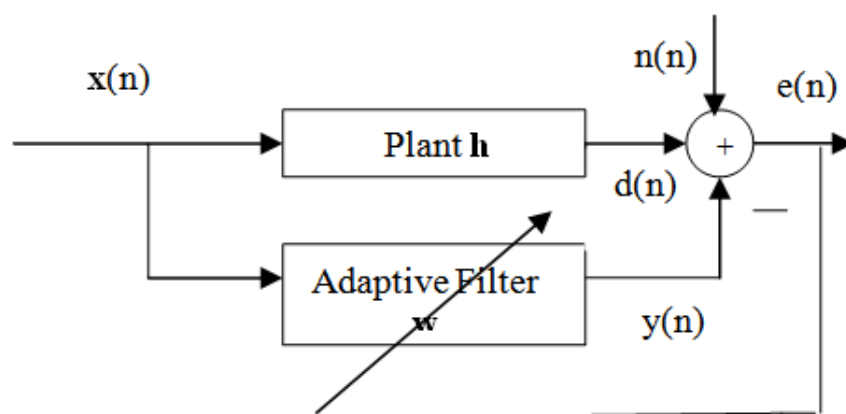 x(n)
n(n)
e(n)
Plant h
+
d(n)
Adaptive Filter
w
y(n)